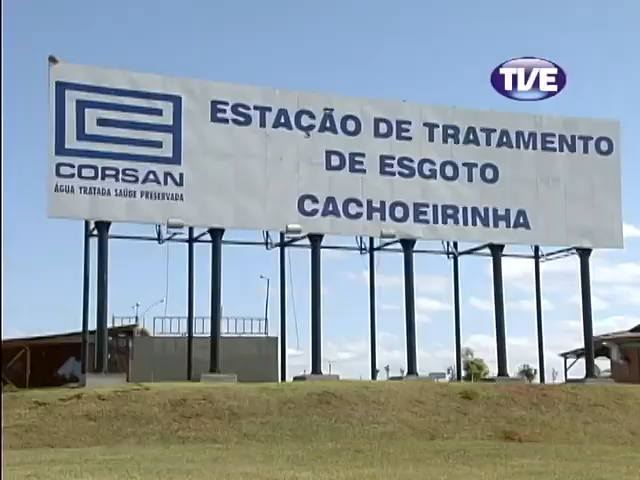 TVE
ESTAÇÃO DE TRATAMENTO
DE ESGOTO
CACHOEIRINHA
CORSAN
ÁGUA TRATADA SAÚDE PRESERVADA